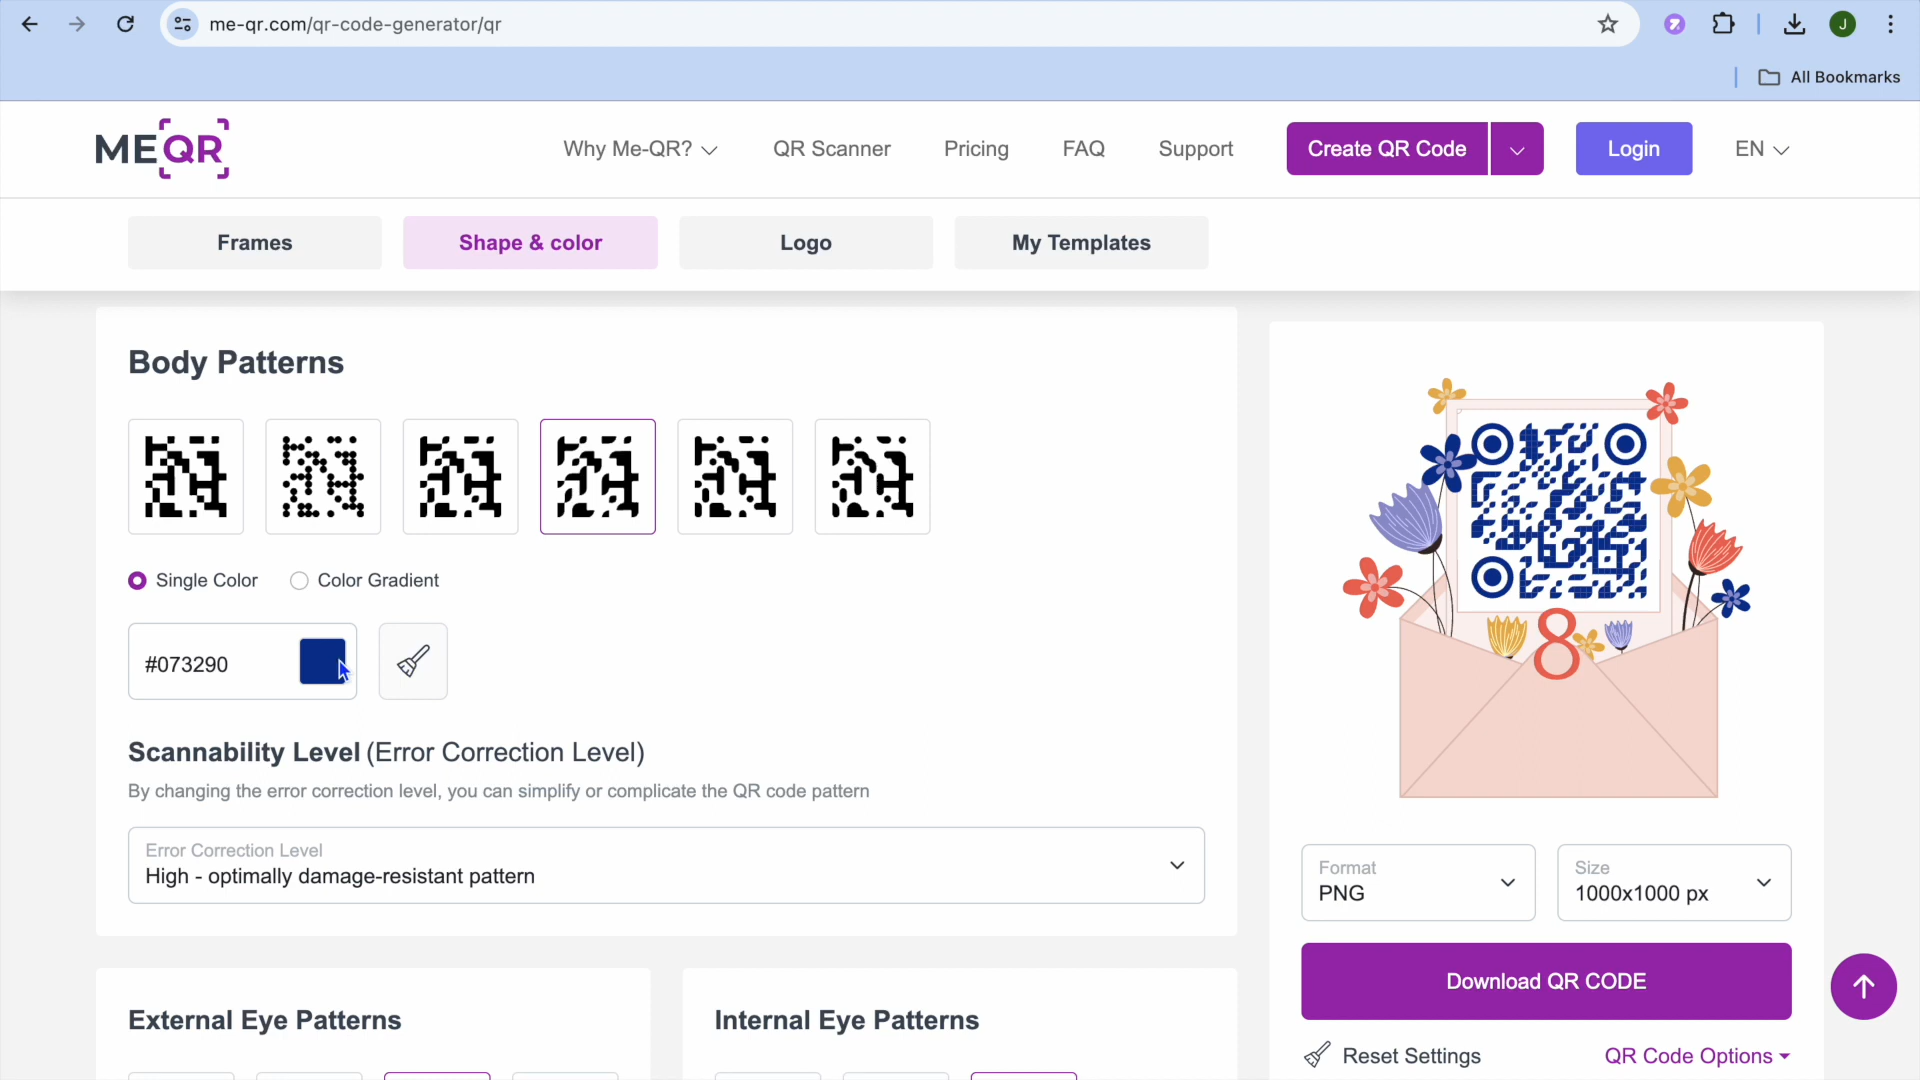 me-qr.com/qr-code-generator/qr
J
All Bookmarks
MEQR
Why Me-QR?
QR Scanner
Pricing
FAQ
Support
Create QR Code
Login
EN
Frames
Shape & color
Logo
My Templates
Body Patterns
Single Color
Color Gradient
#073290
Scannability Level (Error Correction Level)
By changing the error correction level, you can simplify or complicate the QR code pattern
Error Correction Level
High - optimally damage-resistant pattern
External Eye Patterns
Internal Eye Patterns
8
Format
PNG
Size
1000x1000 px
Download QR CODE
Reset Settings
QR Code Options